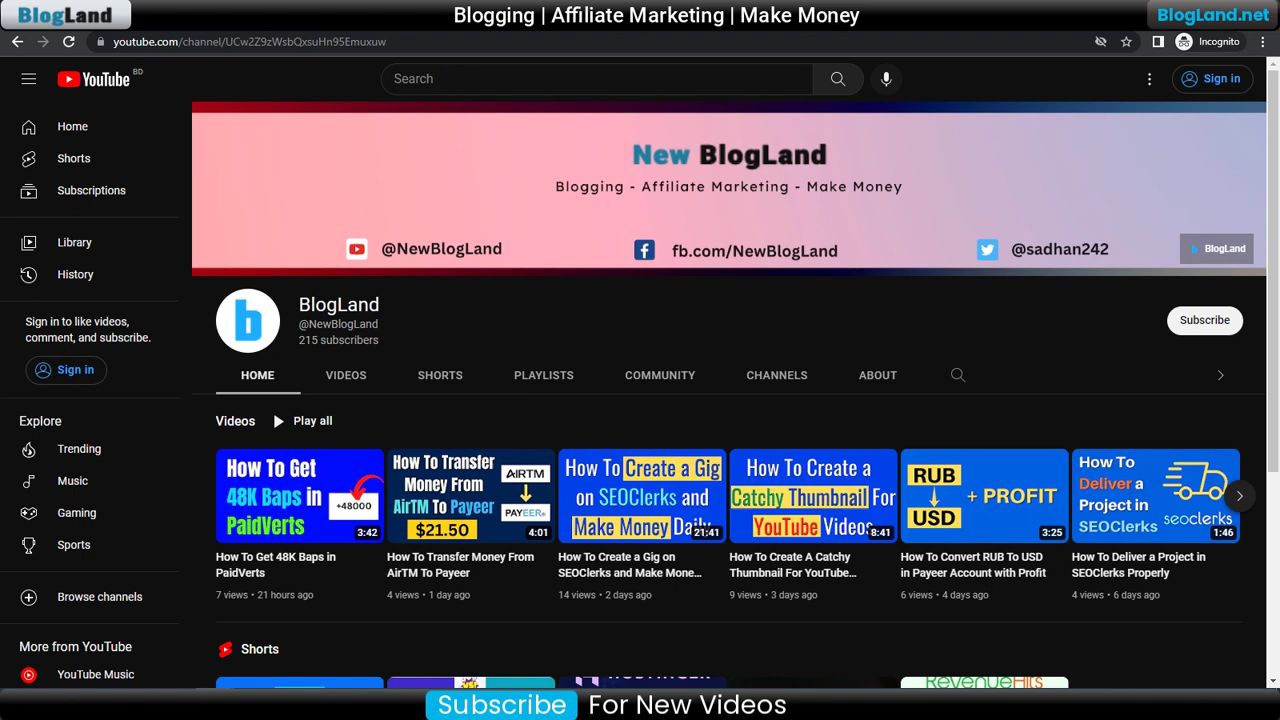 BlogLand
Blogging | Affiliate Marketing | Make Money
BlogLand.net
youtube.com/channel/UCw2Z9zWsbQxsuHn95Emuxuw
Incognito
YouTube BD
Search
Sign in
Home
Shorts
Subscriptions
Library
History
Sign in to like videos,
comment, and subscribe.
Sign in
Explore
Trending
Music
Gaming
Sports
Browse channels
More from YouTube
YouTube Music
New BlogLand
Blogging - Affiliate Marketing - Make Money
@NewBlogLand
fb.com/NewBlogLand
@sadhan242
BlogLand
b
BlogLand
@NewBlogLand
215 subscribers
Subscribe
HOME
VIDEOS
SHORTS
PLAYLISTS
COMMUNITY
CHANNELS
ABOUT
Videos
Play all
How To Get
48K Baps in
PaidVerts
+48000
3:42
How To Get 48K Baps in
PaidVerts
7 views • 21 hours ago
How To Transfer
Money From
AirTM To Payeer
$21.50
AIRTM
PAYEER
4:01
How To Transfer Money From
AirTM To Payeer
4 views • 1 day ago
How To Create a Gig
on SEOClerks and
Make Money Daily
21:41
How To Create a Gig on
SEOClerks and Make Mone...
14 views • 2 days ago
How To Create a
Catchy Thumbnail For
YouTube Videos
8:41
How To Create A Catchy
Thumbnail For YouTube...
9 views • 3 days ago
RUB
USD
+ PROFIT
3:25
How To Convert RUB To USD
in Payeer Account with Profit
6 views • 4 days ago
How To
Deliver a
Project in
SEOClerks
seoclerks
1:46
How To Deliver a Project in
SEOClerks Properly
4 views • 6 days ago
Shorts
HOSTINGER
RevenueHits
Subscribe For New Videos